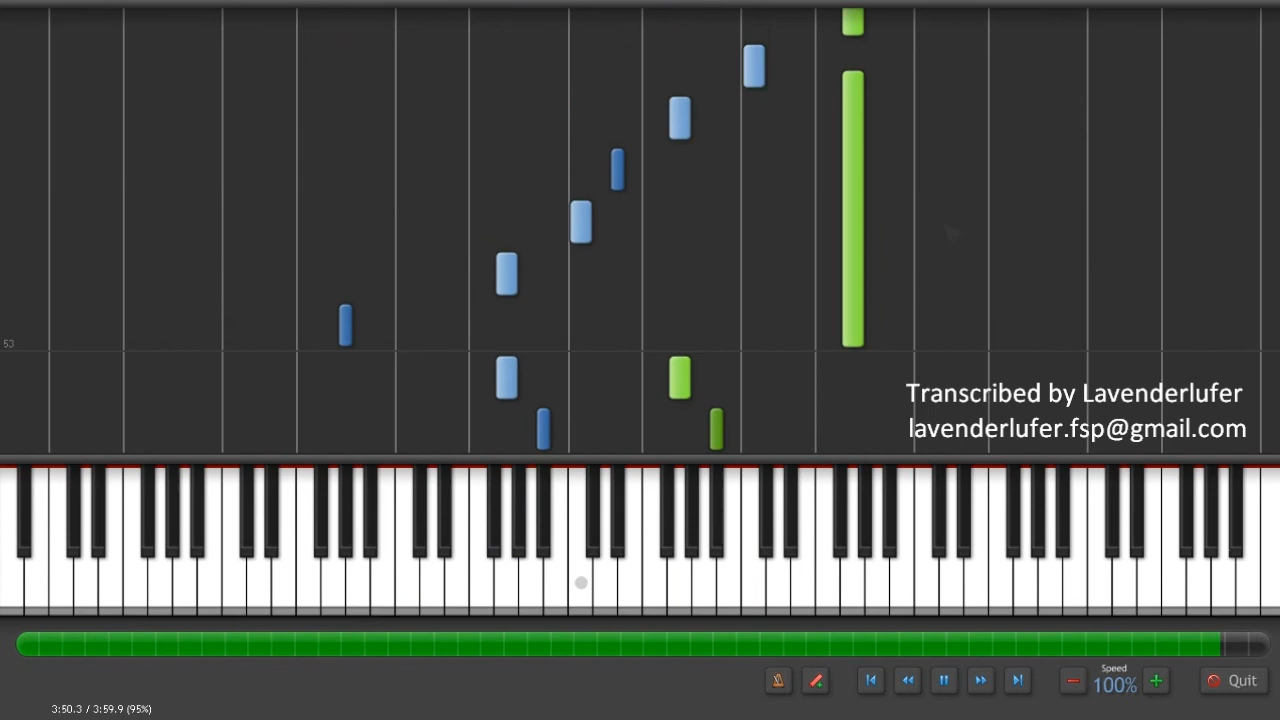 53
Transcribed by Lavenderlufer
lavenderlufer.fsp@gmail.com
Speed
100%
Quit
3:50.3 / 3:59.9 (95%)